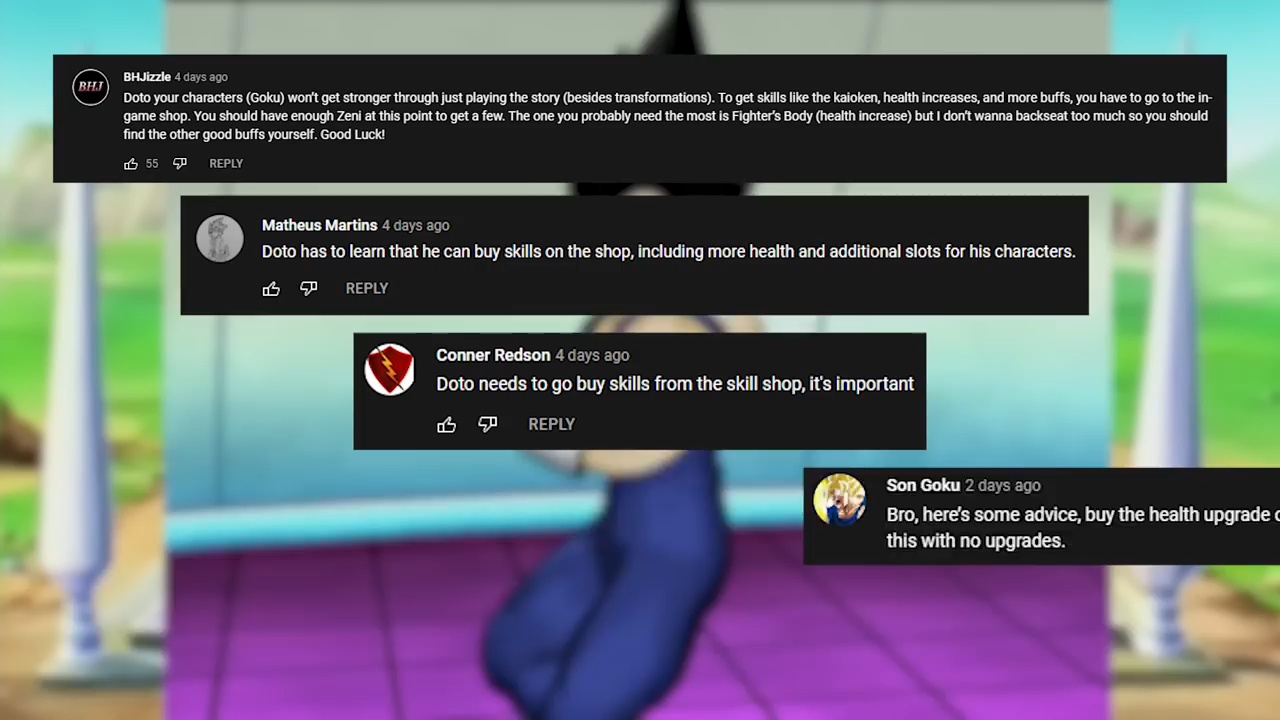 BHJ
BHJizzle 4 days ago
Doto your characters (Goku) won't get stronger through just playing the story (besides transformations). To get skills like the kaioken, health increases, and more buffs, you have to go to the in-
game shop. You should have enough Zeni at this point to get a few. The one you probably need the most is Fighter's Body (health increase) but I don't wanna backseat too much so you should
find the other good buffs yourself. Good Luck!
55 REPLY
Matheus Martins 4 days ago
Doto has to learn that he can buy skills on the shop, including more health and additional slots for his characters.
REPLY
Conner Redson 4 days ago
Doto needs to go buy skills from the skill shop, it's important
REPLY
Son Goku 2 days ago
Bro, here's some advice, buy the health upgrade
this with no upgrades.